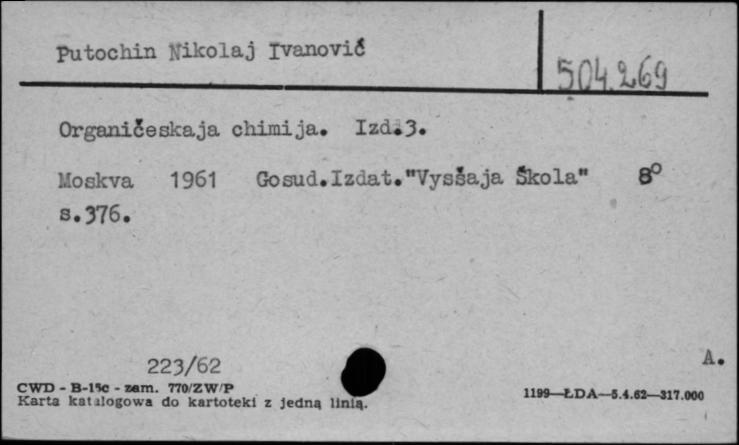 Putochin Nikolaj Ivanovič
504.269
Organičeskaja chimija. Izd.3.
Moskva 1961 Gosud.Izdat."Vysšaja Škola" 8°
s.376.
223/62
A.
CWD - B-15c - zam. 770/ZW/P
Karta katalogowa do kartoteki z jedną linią.
1199—ŁDA—5.4.62—317.000